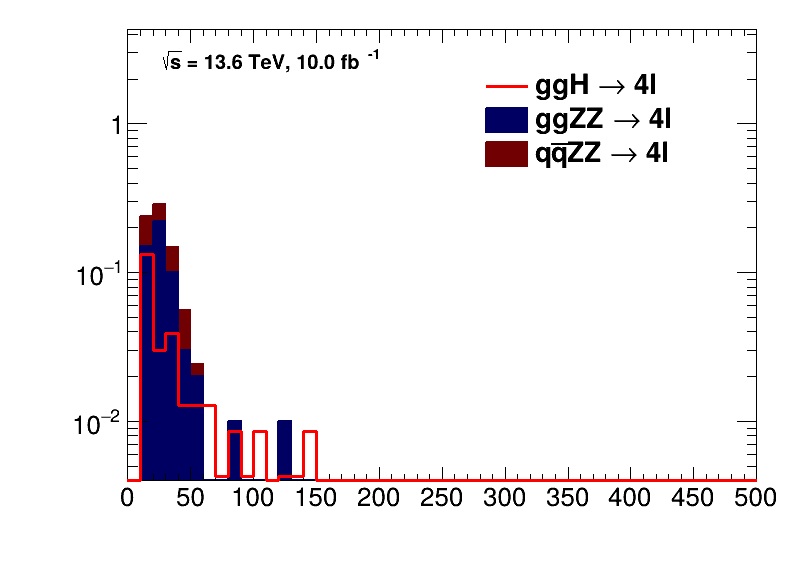 √s = 13.6 TeV, 10.0 fb⁻¹
ggH → 4l
ggZZ → 4l
qq̅ZZ → 4l
1
10⁻¹
10⁻²
0 50 100 150 200 250 300 350 400 450 500